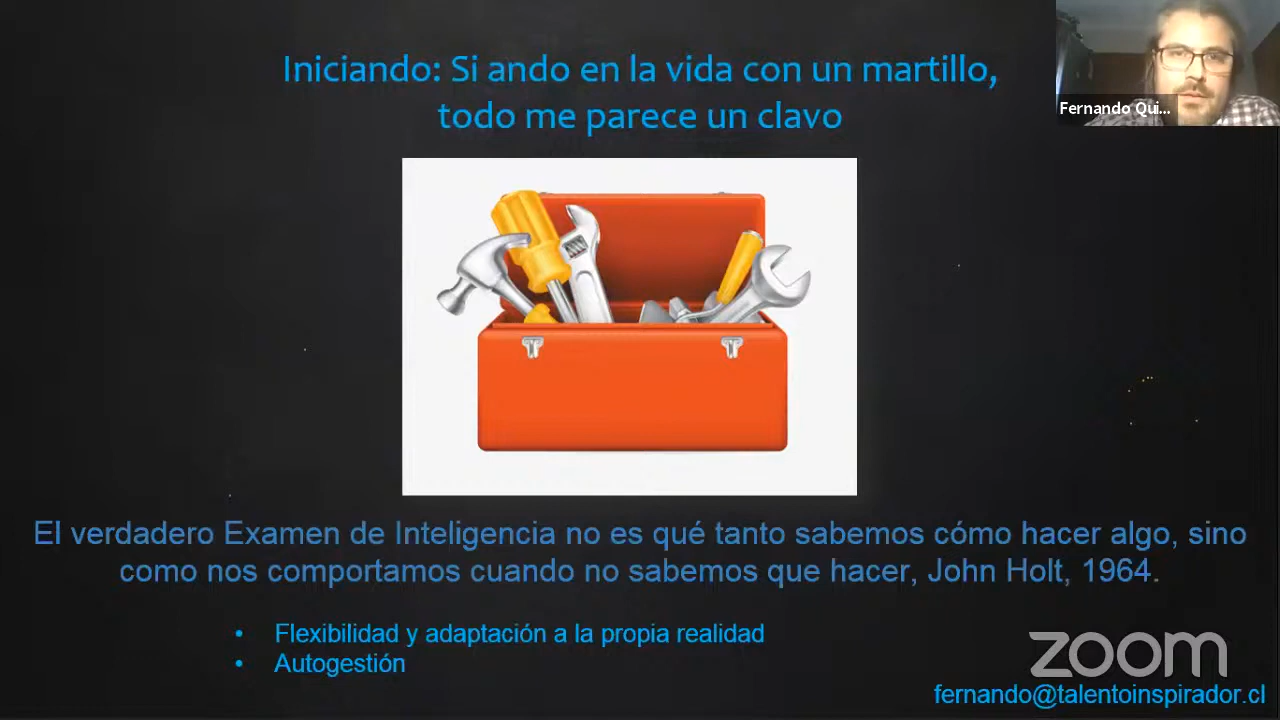 Iniciando: Si ando en la vida con un martillo,
todo me parece un clavo
Fernando Qui...
El verdadero Examen de Inteligencia no es qué tanto sabemos cómo hacer algo, sino
como nos comportamos cuando no sabemos que hacer, John Holt, 1964.
• Flexibilidad y adaptación a la propia realidad
• Autogestión
zoom
fernando@talentoinspirador.cl